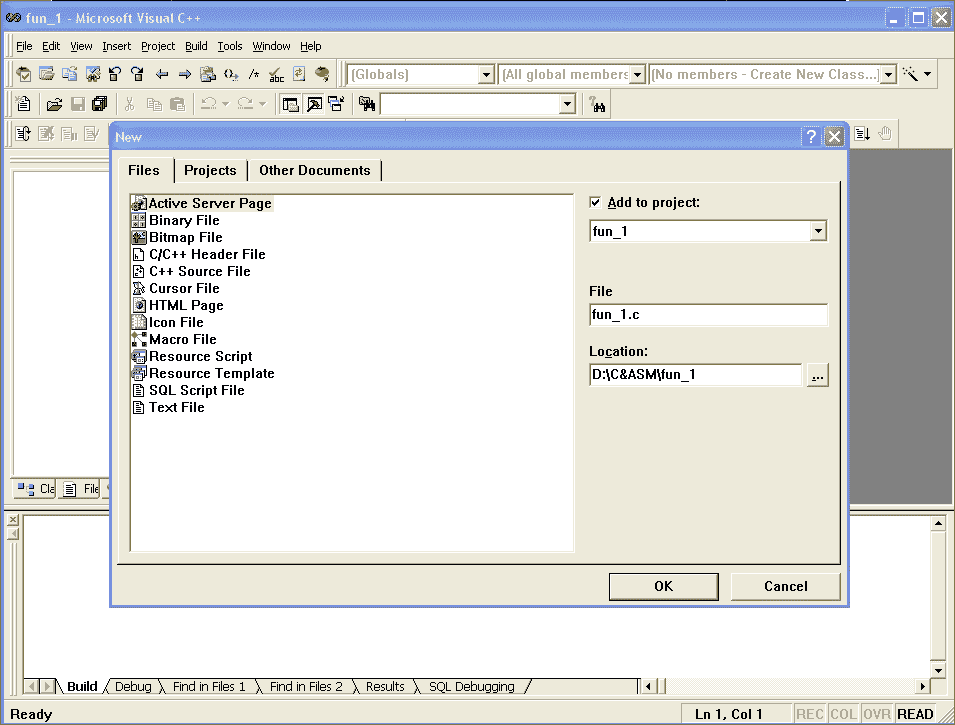 fun_1 - Microsoft Visual C++
File Edit View Insert Project Build Tools Window Help
(Globals) (All global members (No members - Create New Class...)
New
Files Projects Other Documents
Active Server Page
Binary File
Bitmap File
C/C++ Header File
C++ Source File
Cursor File
HTML Page
Icon File
Macro File
Resource Script
Resource Template
SQL Script File
Text File
Add to project:
fun_1
File
fun_1.c
Location:
D:\C&ASM\fun_1
...
OK Cancel
Cla File
Build Debug Find in Files 1 Find in Files 2 Results SQL Debugging
Ready Ln 1, Col 1 REC COL OVR READ